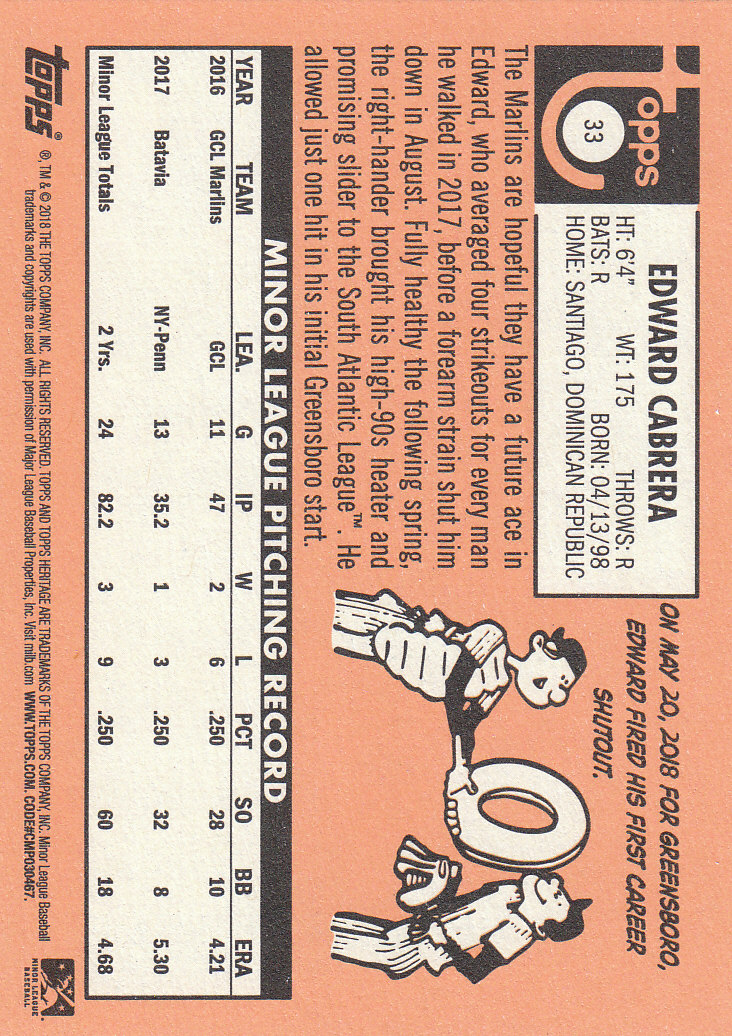 Topps
33
EDWARD CABRERA
HT: 6'4" WT: 175 THROWS: R
BATS: R BORN: 04/13/98
HOME: SANTIAGO, DOMINICAN REPUBLIC
The Marlins are hopeful they have a future ace in
Edward, who averaged four strikeouts for every man
he walked in 2017, before a forearm strain shut him
down in August. Fully healthy the following spring,
the right-hander brought his high-90s heater and
promising slider to the South Atlantic League™. He
allowed just one hit in his initial Greensboro start.
ON MAY 20, 2018 FOR GREENSBORO,
EDWARD FIRED HIS FIRST CAREER
SHUTOUT.
MINOR LEAGUE PITCHING RECORD
YEAR TEAM LEA. G IP W L PCT SO BB ERA
2016 GCL Marlins GCL 11 47 2 6 .250 28 10 4.21
2017 Batavia NY-Penn 13 35.2 1 3 .250 32 8 5.30
Minor League Totals 2 Yrs. 24 82.2 3 9 .250 60 18 4.68
Topps®
®, TM & © 2018 THE TOPPS COMPANY, INC. ALL RIGHTS RESERVED. TOPPS AND TOPPS HERITAGE ARE TRADEMARKS OF THE TOPPS COMPANY, INC. Minor League Baseball
trademarks and copyrights are used with permission of Major League Baseball Properties, Inc. Visit milb.com WWW.TOPPS.COM. CODE#CMP030467.
MINOR LEAGUE
BASEBALL